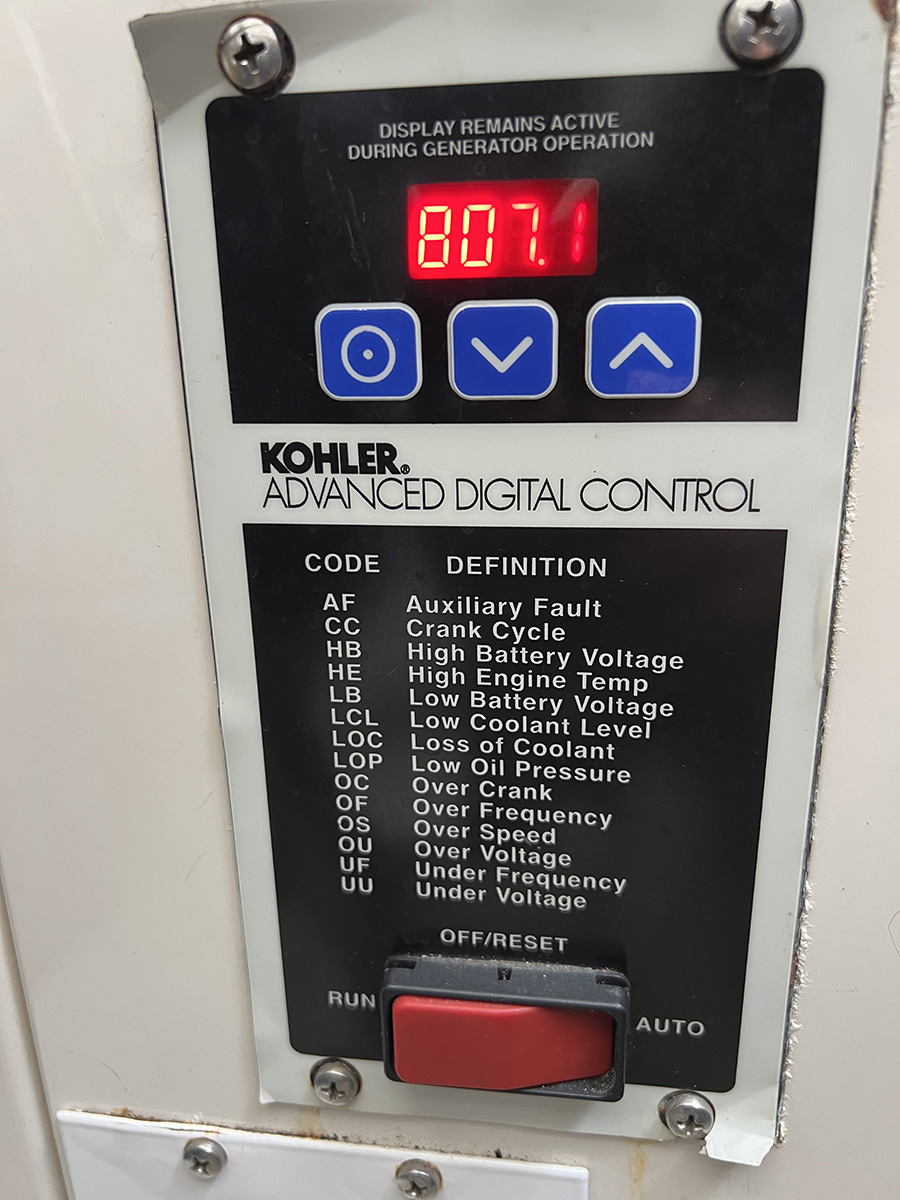 DISPLAY REMAINS ACTIVE
DURING GENERATOR OPERATION
807.1
KOHLER®
ADVANCED DIGITAL CONTROL
CODE DEFINITION
AF Auxiliary Fault
CC Crank Cycle
HB High Battery Voltage
HE High Engine Temp
LB Low Battery Voltage
LCL Low Coolant Level
LOC Loss of Coolant
LOP Low Oil Pressure
OC Over Crank
OF Over Frequency
OS Over Speed
OU Over Voltage
UF Under Frequency
UU Under Voltage
OFF/RESET
RUN
AUTO